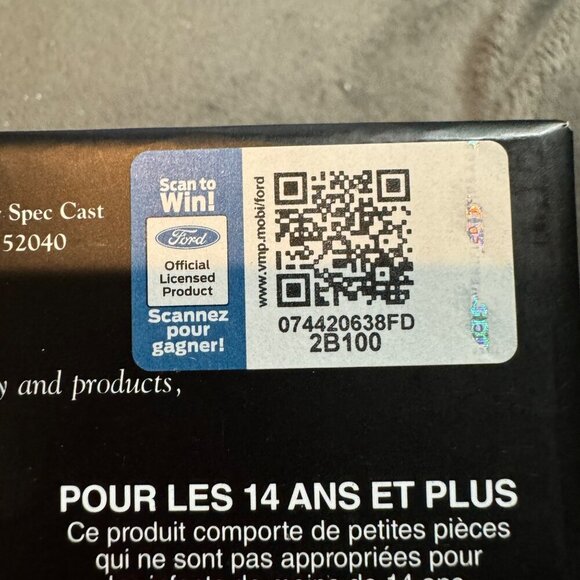 Spec Cast
52040
Scan to
Win!
Ford
Official
Licensed
Product
Scannez
pour
gagner!
www.vmp.mobi/ford
074420638FD
2B100
y and products,
POUR LES 14 ANS ET PLUS
Ce produit comporte de petites pièces
qui ne sont pas appropriées pour